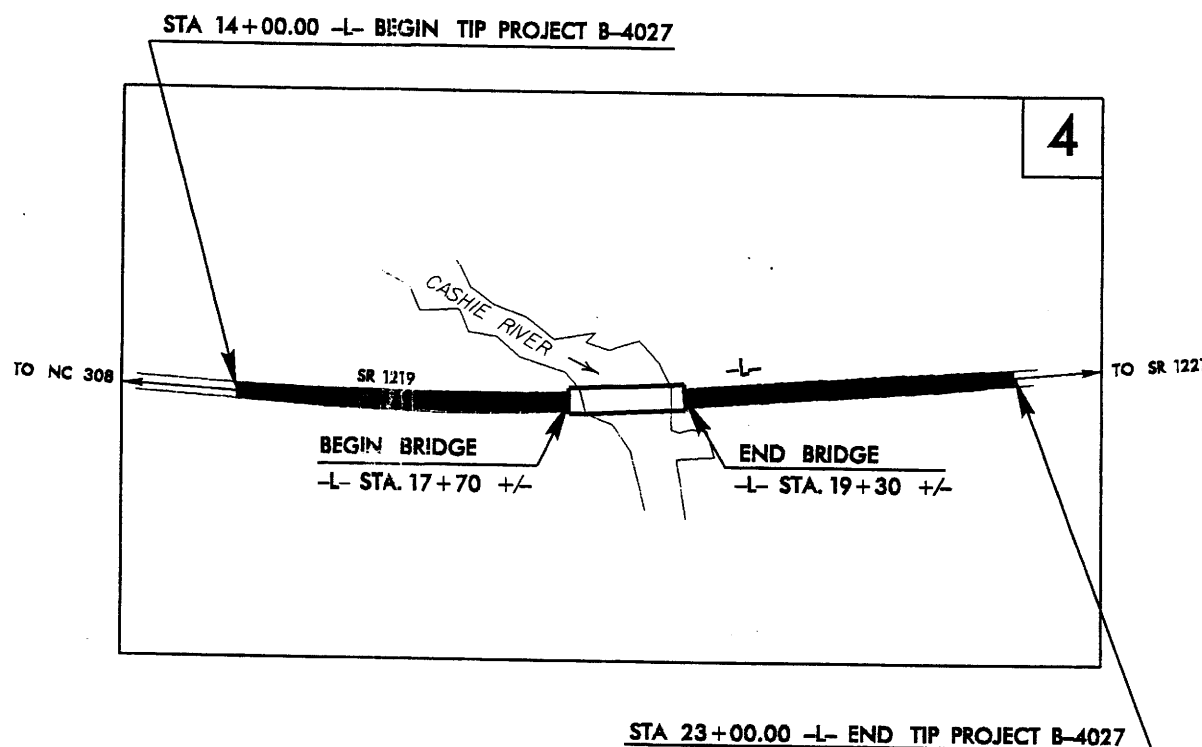 STA 14+00.00 -L- BEGIN TIP PROJECT B-4027
4
CASHIE RIVER
TO NC 308
SR 1219
-L-
TO SR
BEGIN BRIDGE
-L- STA. 17+70 +/-
END BRIDGE
-L- STA. 19+30 +/-
STA 23+00.00 -L- END TIP PROJECT B-4027